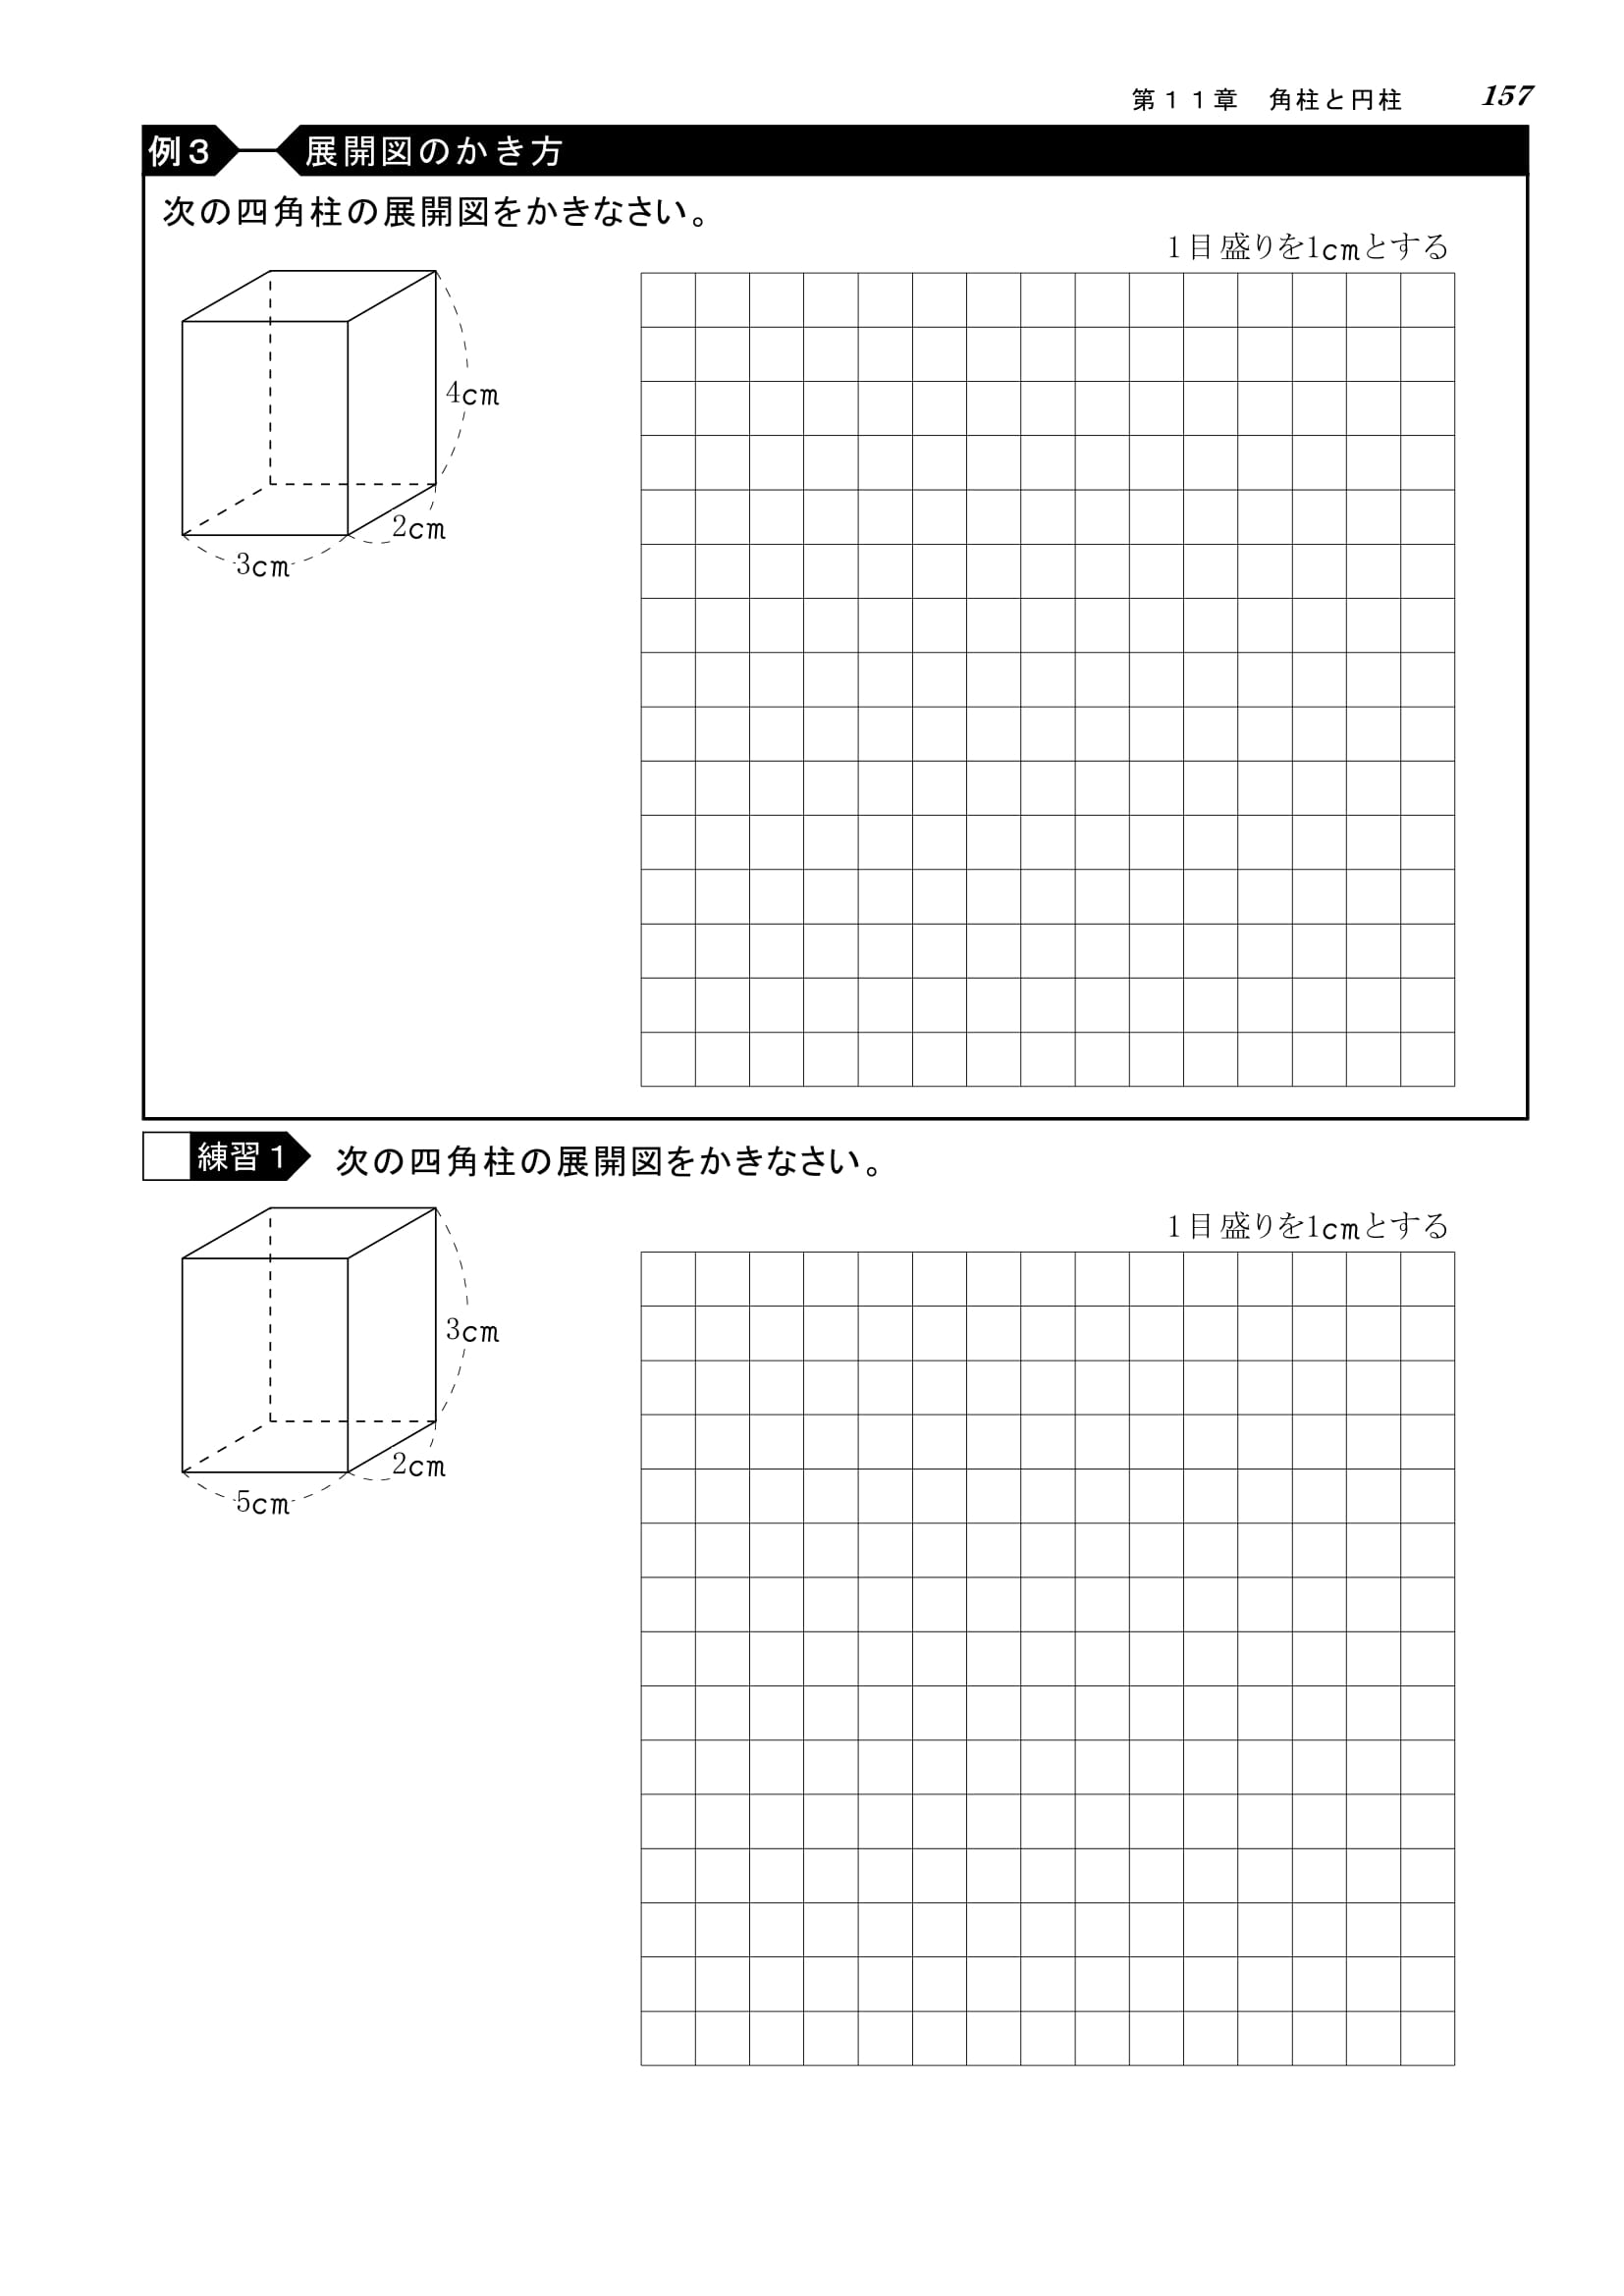 第11章 角柱と円柱 157
例3 展開図のかき方
次の四角柱の展開図をかきなさい。
1目盛りを1cmとする
4cm
2cm
3cm
練習1 次の四角柱の展開図をかきなさい。
1目盛りを1cmとする
3cm
2cm
5cm